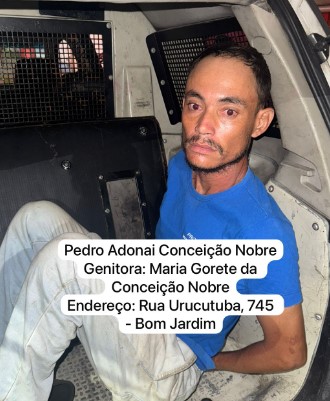 Pedro Adonai Conceição Nobre
Genitora: Maria Gorete da
Conceição Nobre
Endereço: Rua Urucutuba, 745
- Bom Jardim